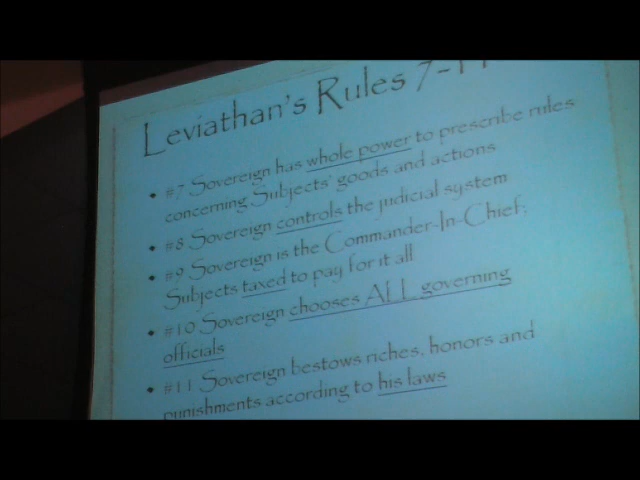 Leviathan's Rules 7-11
• #7 Sovereign has whole power to prescribe rules
concerning Subjects' goods and actions
• #8 Sovereign controls the judicial system
• #9 Sovereign is the Commander-In-Chief;
Subjects taxed to pay for it all
• #10 Sovereign chooses ALL governing
officials
• #11 Sovereign bestows riches, honors and
punishments according to his laws